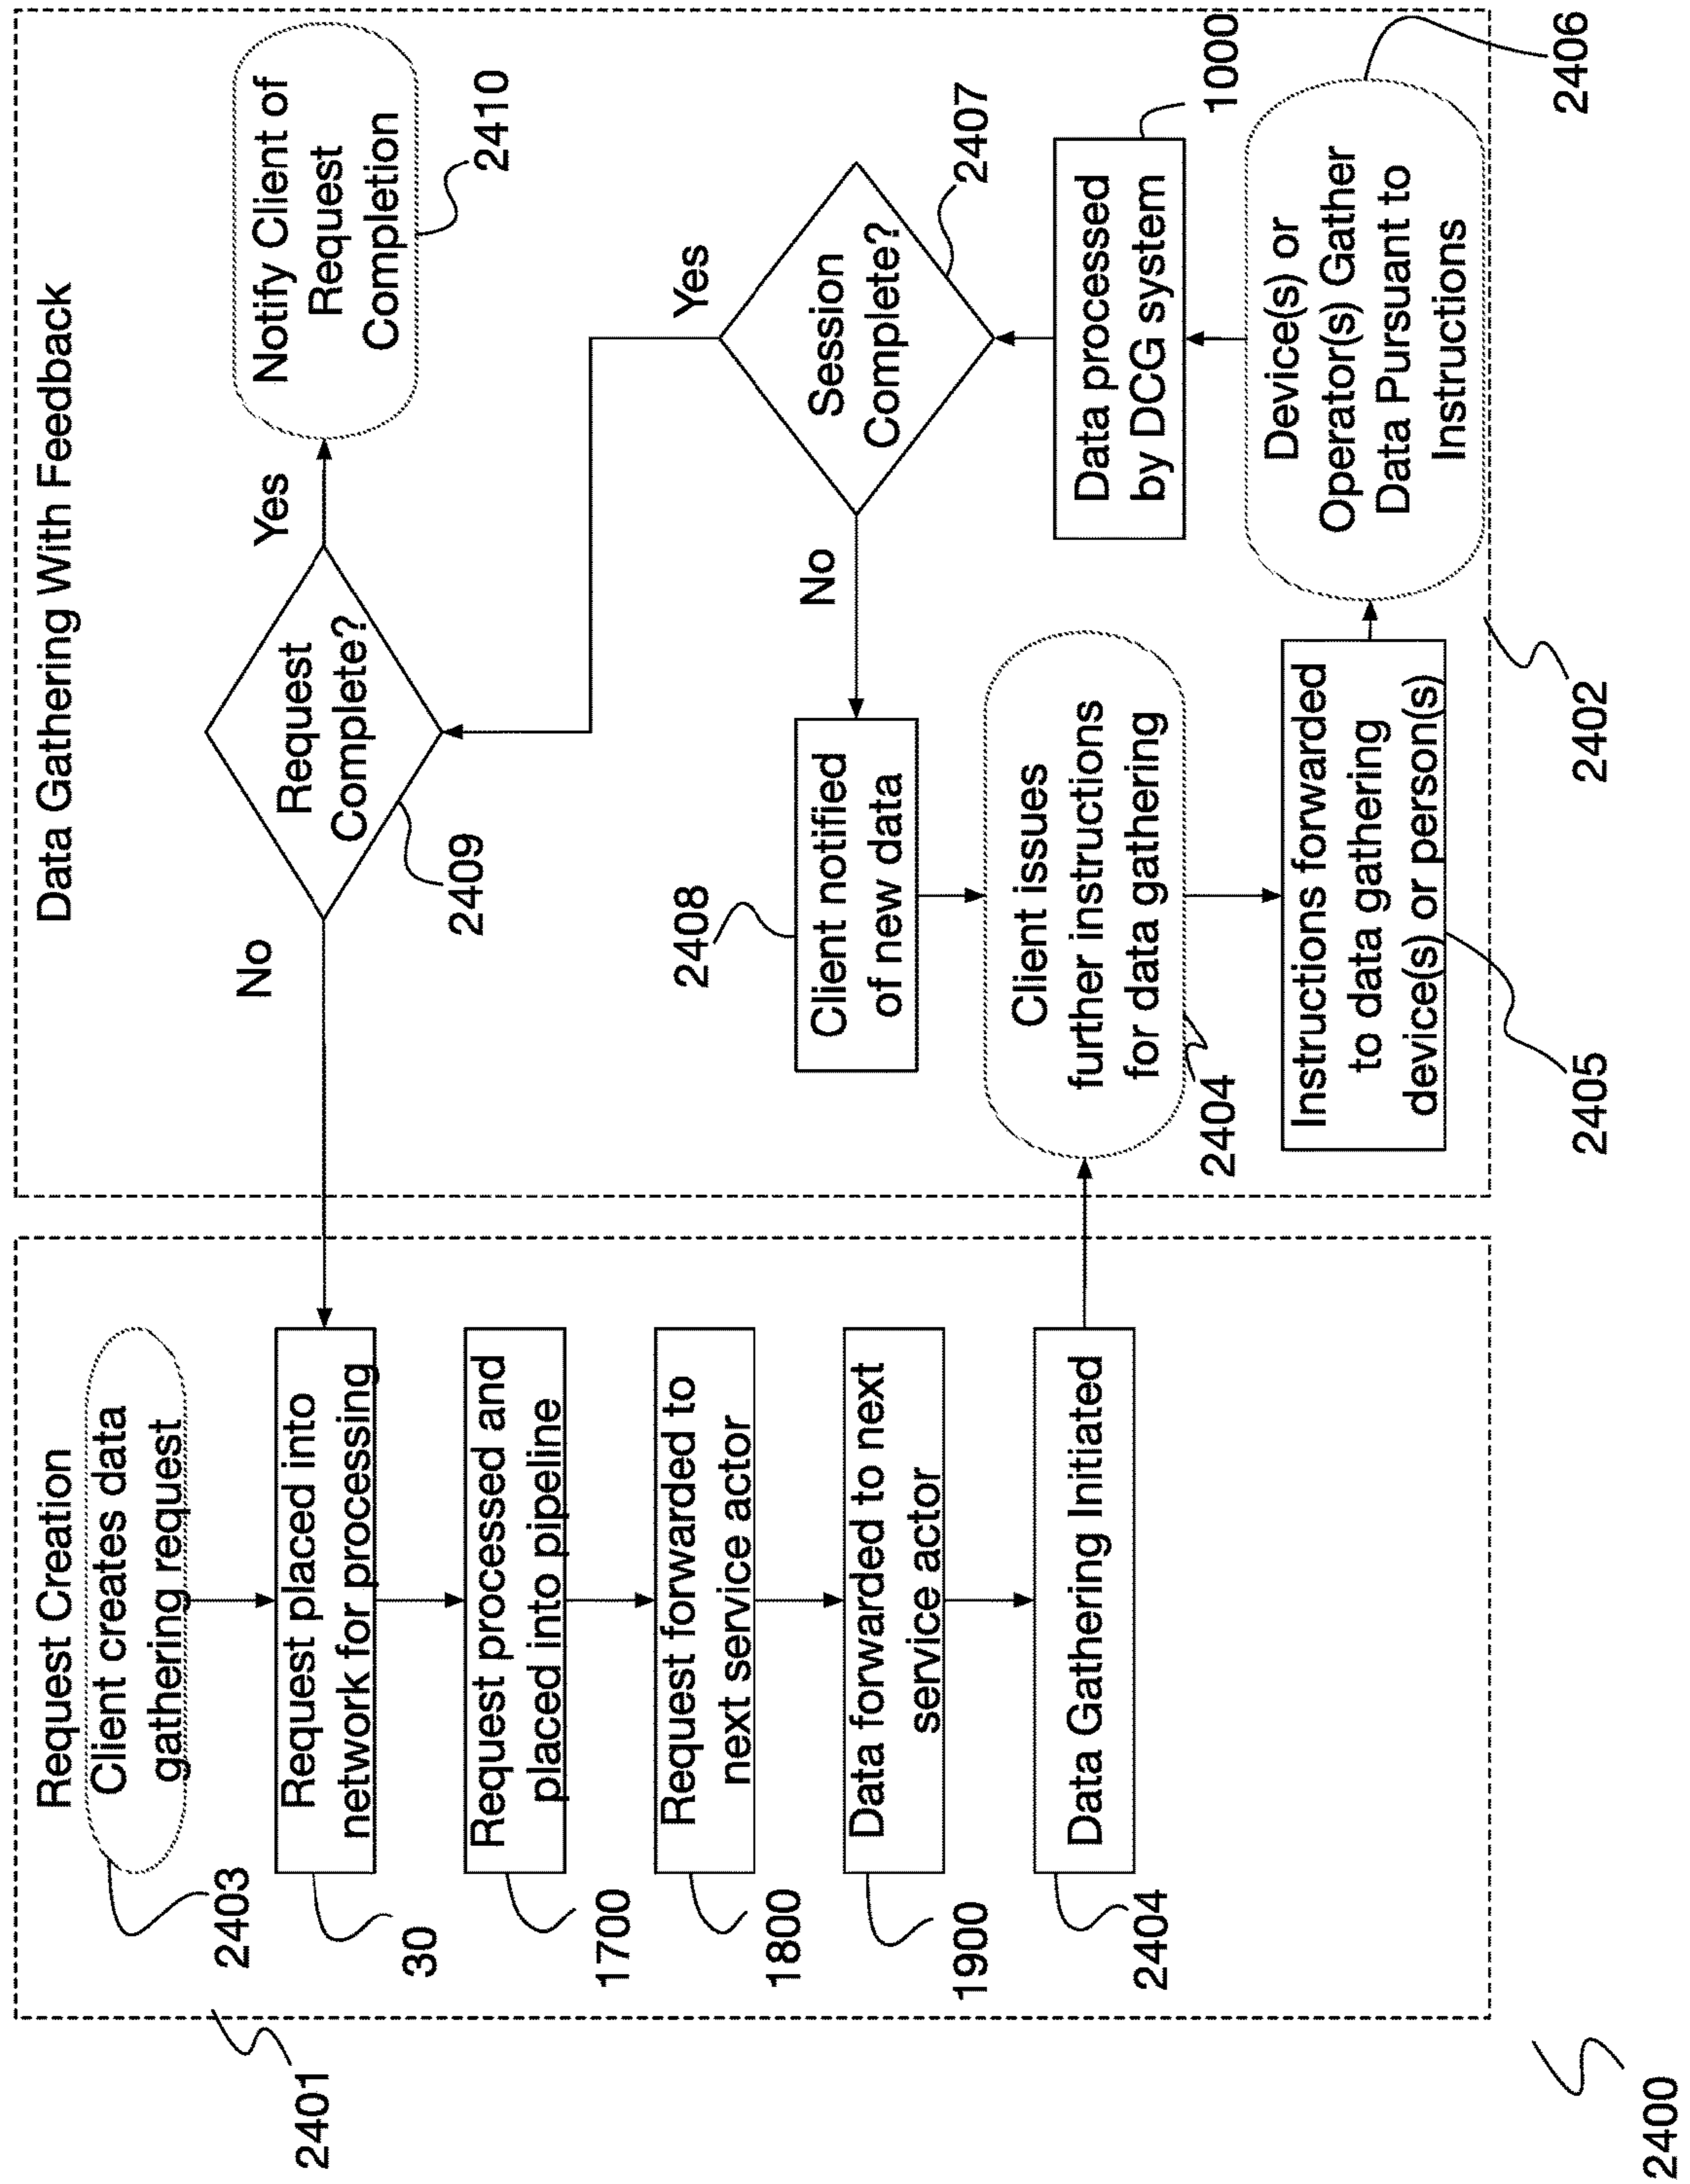 Request Creation
Client creates data
gathering request
2403
Request placed into
network for processing
30
Request processed and
placed into pipeline
1700
Request forwarded to
next service actor
1800
Data forwarded to next
service actor
1900
Data Gathering Initiated
2404
2401
Data Gathering With Feedback
Request
Complete?
2409
No
Yes
Notify Client of
Request
Completion
2410
Session
Complete?
2407
Yes
No
Client notified
of new data
2408
Client issues
further instructions
for data gathering
2404
Instructions forwarded
to data gathering
device(s) or person(s)
2405
Data processed
by DCG system
1000
Device(s) or
Operator(s) Gather
Data Pursuant to
Instructions
2406
2402
2400